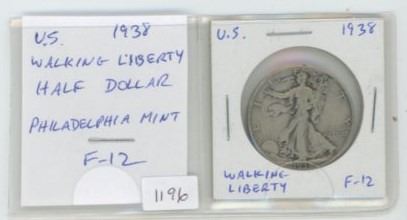 U.S. 1938
WALKING LIBERTY
HALF DOLLAR
PHILADELPHIA MINT
F-12
1196
U.S. 1938
WALKING
LIBERTY F-12